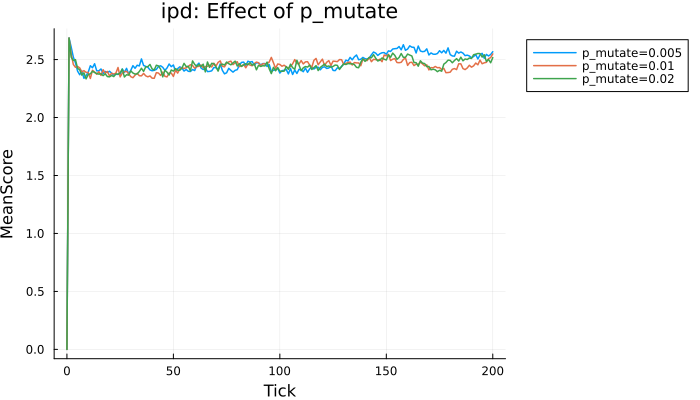 ipd: Effect of p_mutate
MeanScore
2.5
2.0
1.5
1.0
0.5
0.0
0
50
100
150
200
Tick
p_mutate=0.005
p_mutate=0.01
p_mutate=0.02